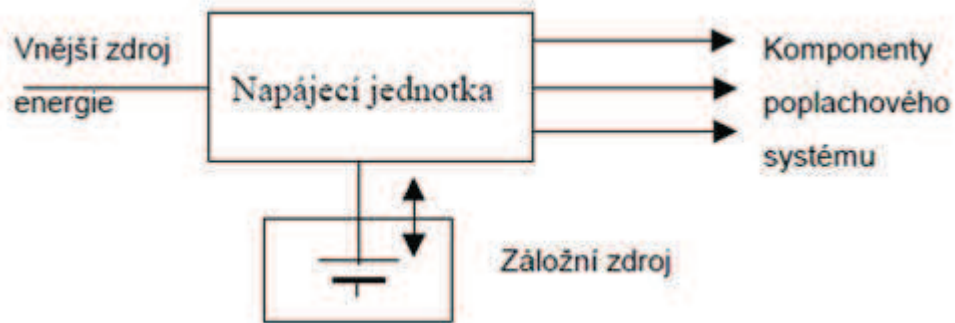 Vnější zdroj
energie
Napájecí jednotka
Komponenty
poplachového
systému
Záložní zdroj